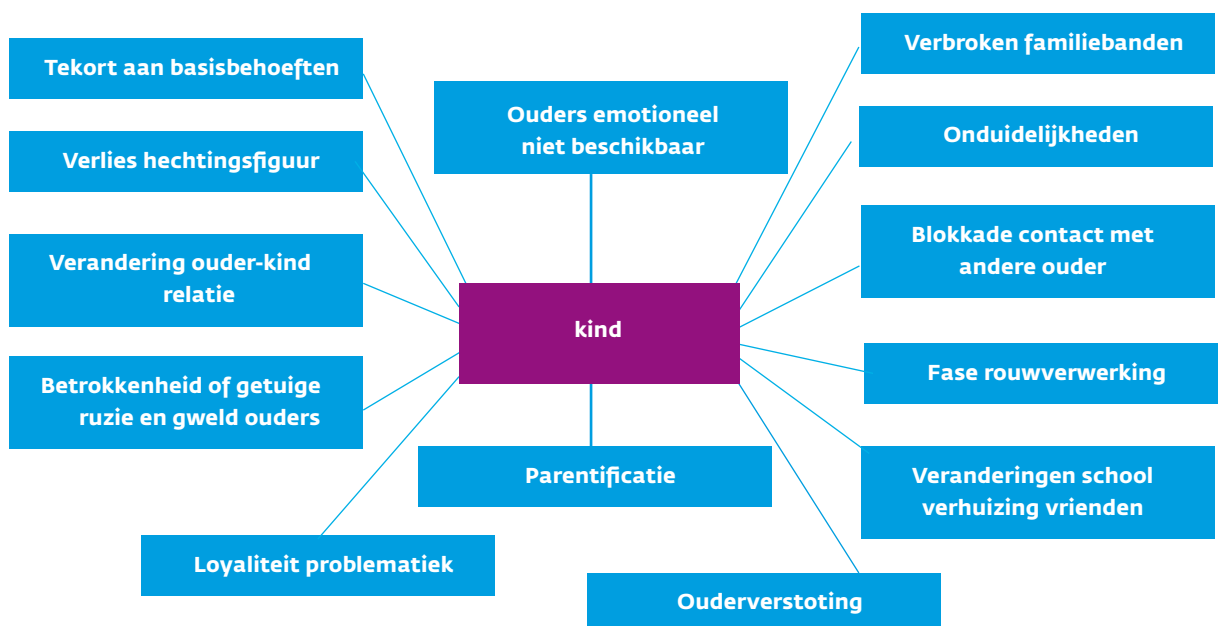 Tekort aan basisbehoeften
Verlies hechtingsfiguur
Verandering ouder-kind
relatie
Betrokkenheid of getuige
ruzie en gweld ouders
Loyaliteit problematiek
Ouders emotioneel
niet beschikbaar
kind
Parentificatie
Ouderverstoting
Verbroken familiebanden
Onduidelijkheden
Blokkade contact met
andere ouder
Fase rouwverwerking
Veranderingen school
verhuizing vrienden